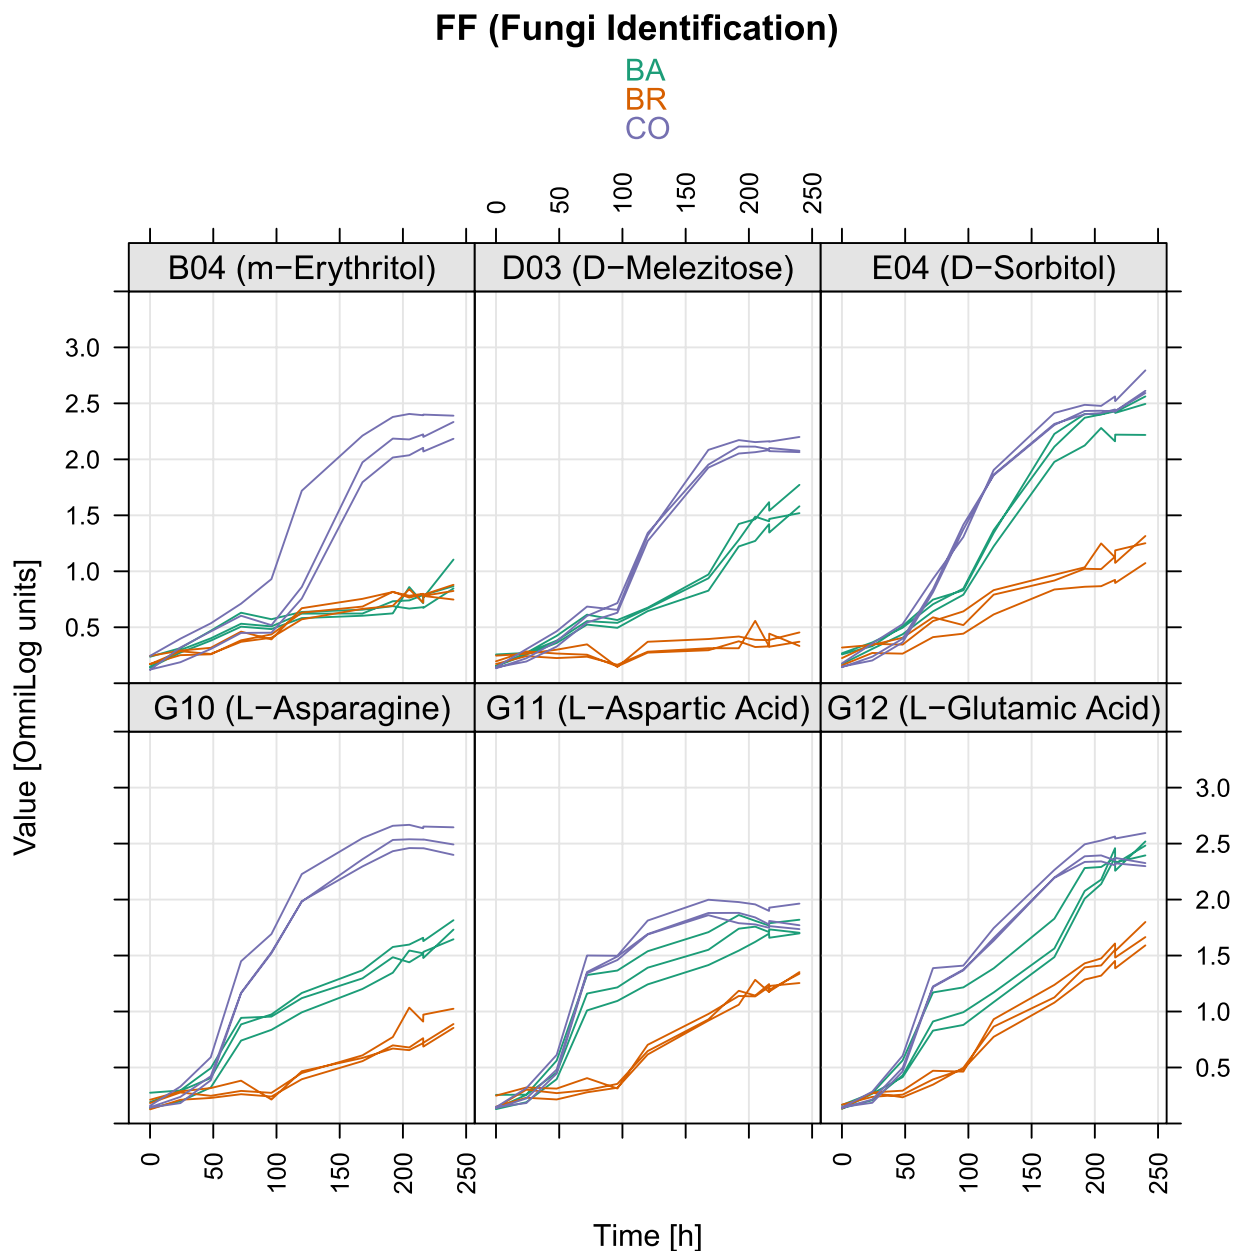 FF (Fungi Identification)
BA
BR
CO
0 50 100 150 200 250
B04 (m−Erythritol) D03 (D−Melezitose) E04 (D−Sorbitol)
3.0
2.5
2.0
1.5
1.0
0.5
G10 (L−Asparagine) G11 (L−Aspartic Acid) G12 (L−Glutamic Acid)
3.0
2.5
2.0
1.5
1.0
0.5
Value [OmniLog units]
0 50 100 150 200 250 0 50 100 150 200 250
Time [h]